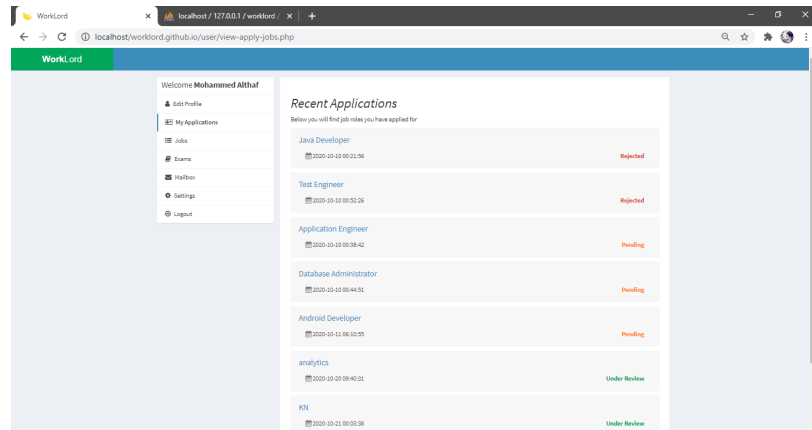 WorkLord
localhost / 127.0.0.1 / worklord /
localhost/worklord.github.io/user/view-apply-jobs.php
WorkLord
Welcome Mohammed Althaf
Edit Profile
My Applications
Jobs
Exams
Mailbox
Settings
Logout
Recent Applications
Below you will find job roles you have applied for
Java Developer
2020-10-10 00:21:56
Rejected
Test Engineer
2020-10-10 00:52:26
Rejected
Application Engineer
2020-10-10 00:38:42
Pending
Database Administrator
2020-10-10 00:44:51
Pending
Android Developer
2020-10-11 06:10:55
Pending
analytics
2020-10-20 09:40:31
Under Review
KN
2020-10-21 00:03:36
Under Review